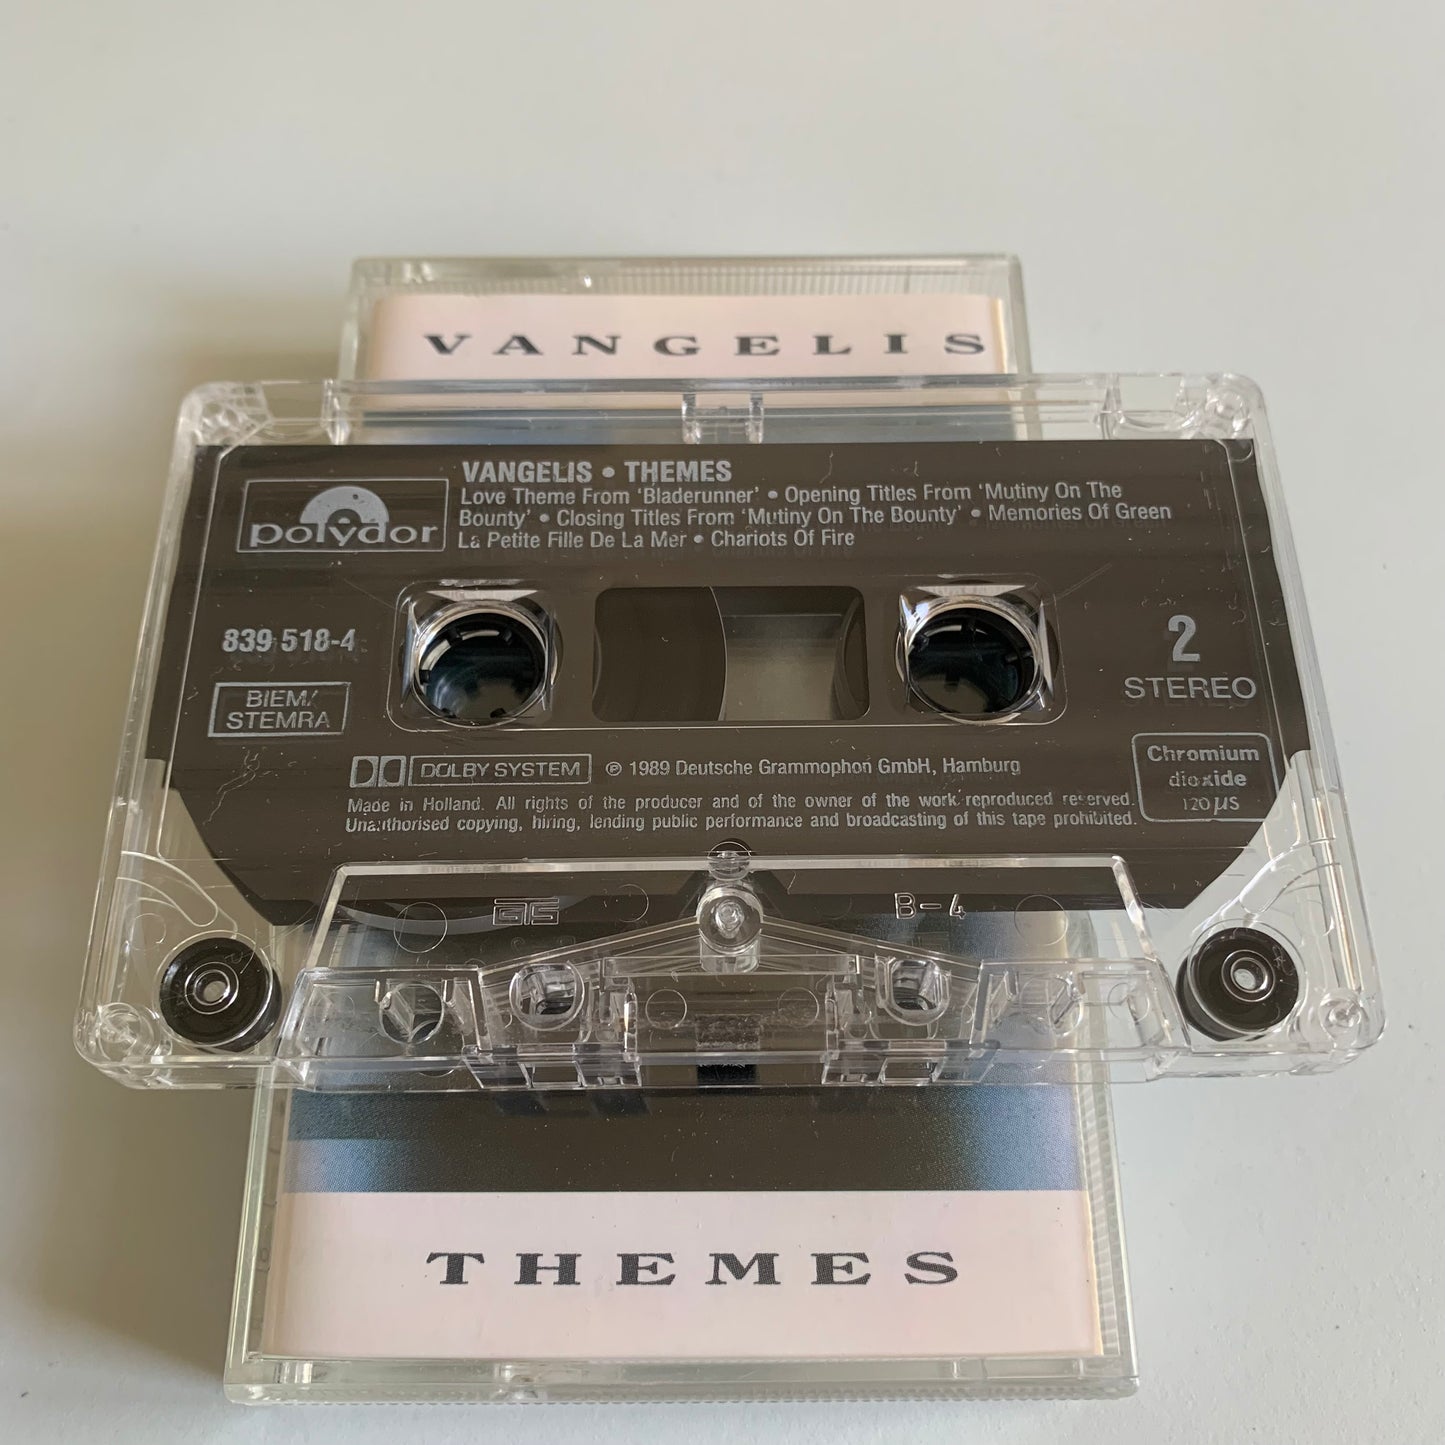 VANGELIS
VANGELIS • THEMES
Love Theme From ‘Bladerunner’ • Opening Titles From ‘Mutiny On The
Bounty’ • Closing Titles From ‘Mutiny On The Bounty’ • Memories Of Green
La Petite Fille De La Mer • Chariots Of Fire
polydor
839 518-4
BIEM/
STEMRA
2
STEREO
DOLBY SYSTEM
℗ 1989 Deutsche Grammophon GmbH, Hamburg
Chromium
dioxide
120 µs
Made in Holland. All rights of the producer and of the owner of the work reproduced reserved.
Unauthorised copying, hiring, lending public performance and broadcasting of this tape prohibited.
B-4
THEMES